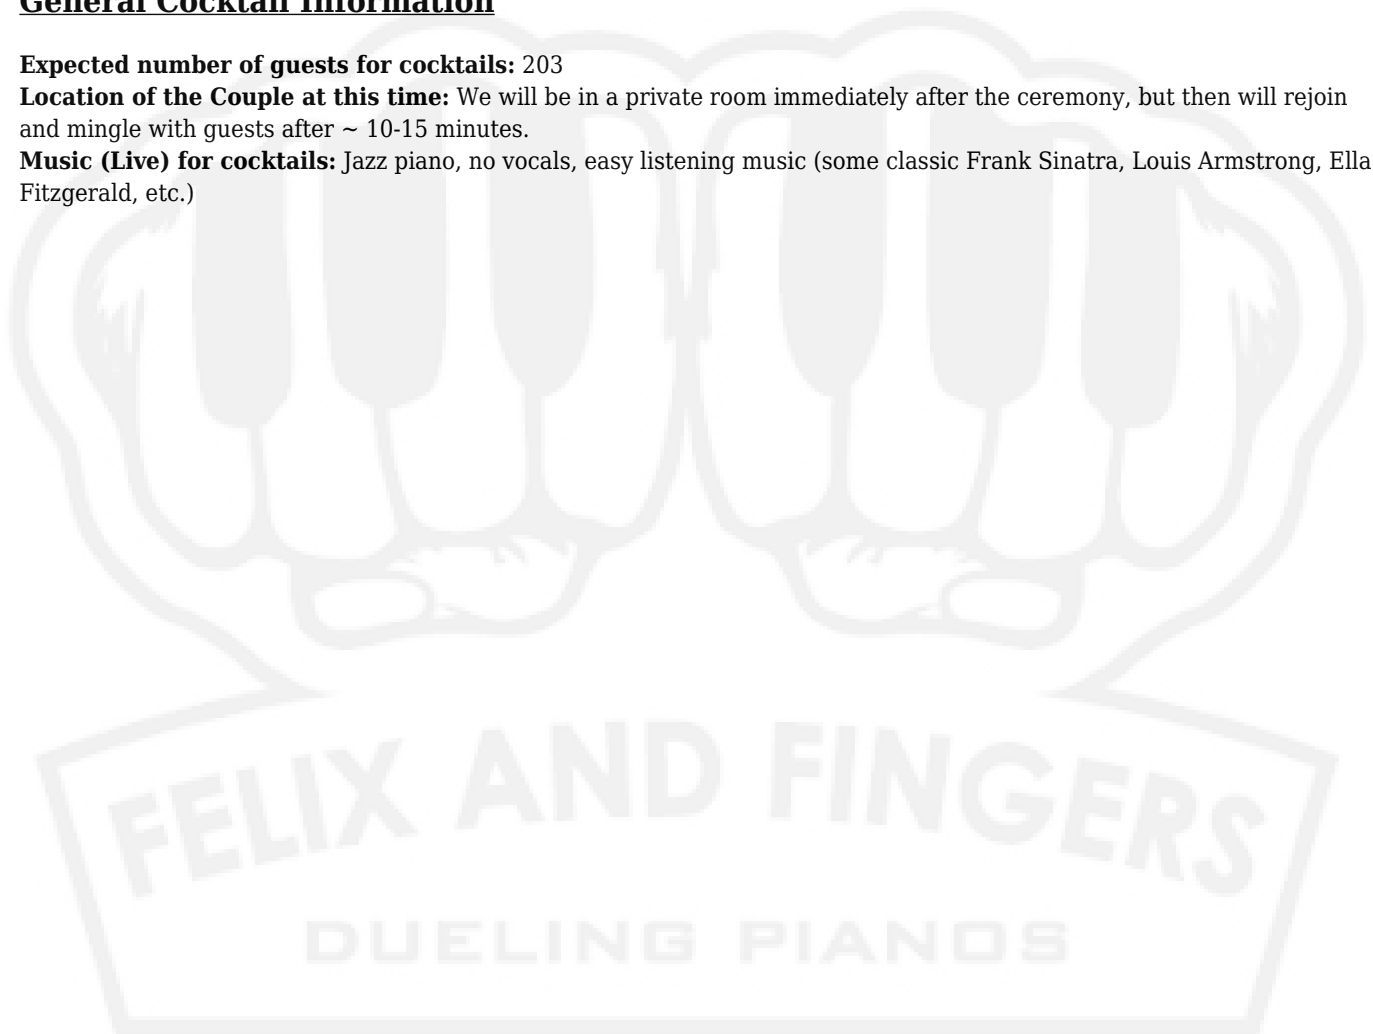 General Cocktail Information
Expected number of guests for cocktails: 203
Location of the Couple at this time: We will be in a private room immediately after the ceremony, but then will rejoin
and mingle with guests after ~ 10-15 minutes.
Music (Live) for cocktails: Jazz piano, no vocals, easy listening music (some classic Frank Sinatra, Louis Armstrong, Ella
Fitzgerald, etc.)
FELIX AND FINGERS
DUELING PIANOS